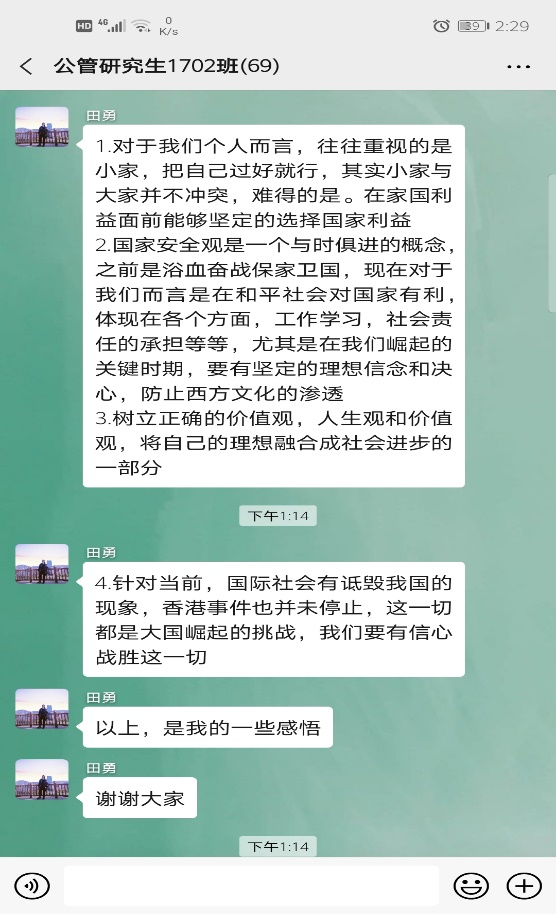 HD 4G 0 K/s 39 2:29
公管研究生1702班(69)
田勇
1.对于我们个人而言，往往重视的是
小家，把自己过好就行，其实小家与
大家并不冲突，难得的是。在家国利
益面前能够坚定的选择国家利益
2.国家安全观是一个与时俱进的概念，
之前是浴血奋战保家卫国，现在对于
我们而言是在和平社会对国家有利，
体现在各个方面，工作学习，社会责
任的承担等等，尤其是在我们崛起的
关键时期，要有坚定的理想信念和决
心，防止西方文化的渗透
3.树立正确的价值观，人生观和价值
观，将自己的理想融合成社会进步的
一部分
下午1:14
田勇
4.针对当前，国际社会有诋毁我国的
现象，香港事件也并未停止，这一切
都是大国崛起的挑战，我们要有信心
战胜这一切
田勇
以上，是我的一些感悟
田勇
谢谢大家
下午1:14